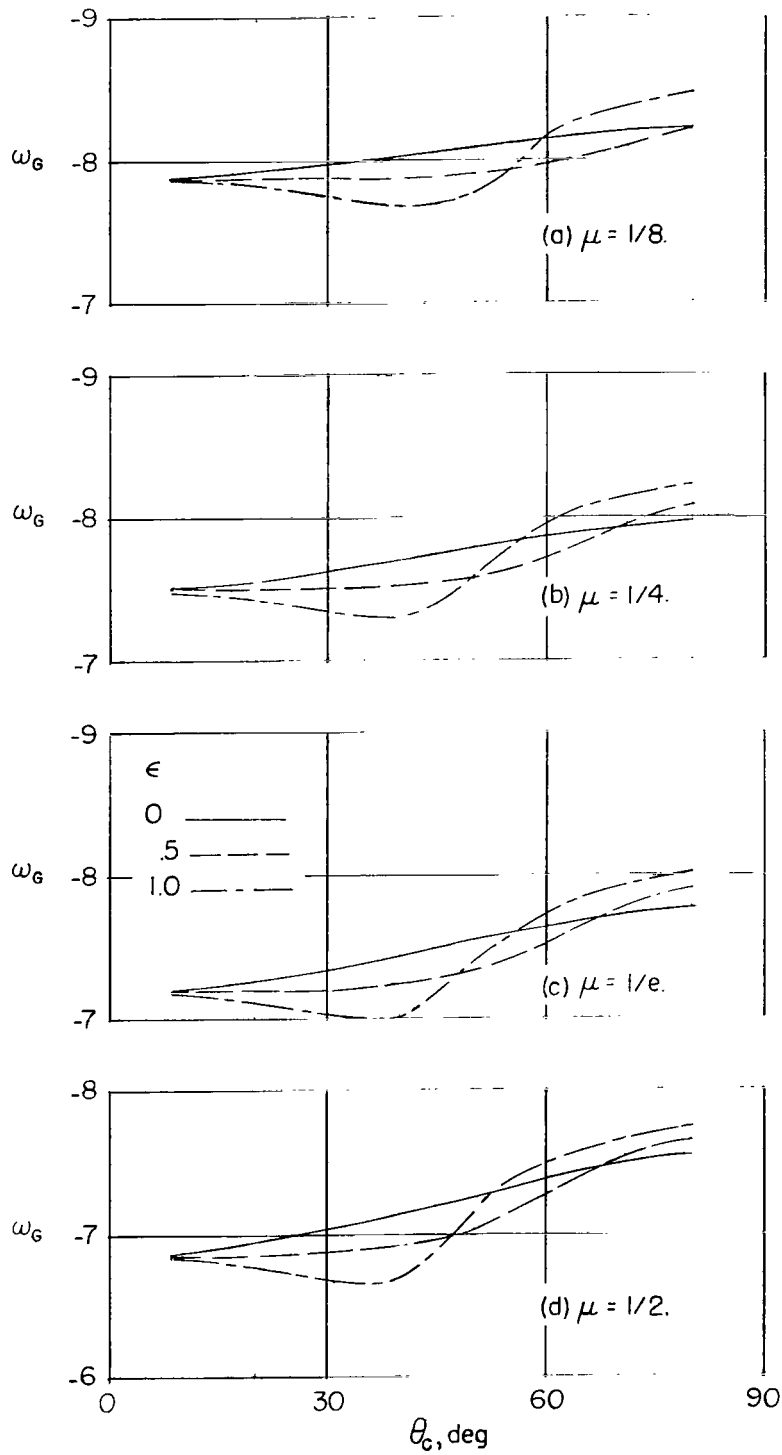 -9
ω_G
-8
(a) μ = 1/8.
-7
-9
ω_G
-8
(b) μ = 1/4.
-7
-9
ϵ
0
.5
1.0
ω_G
-8
(c) μ = 1/e.
-7
-8
ω_G
-7
(d) μ = 1/2.
-6
0 30 60 90
θ_c, deg